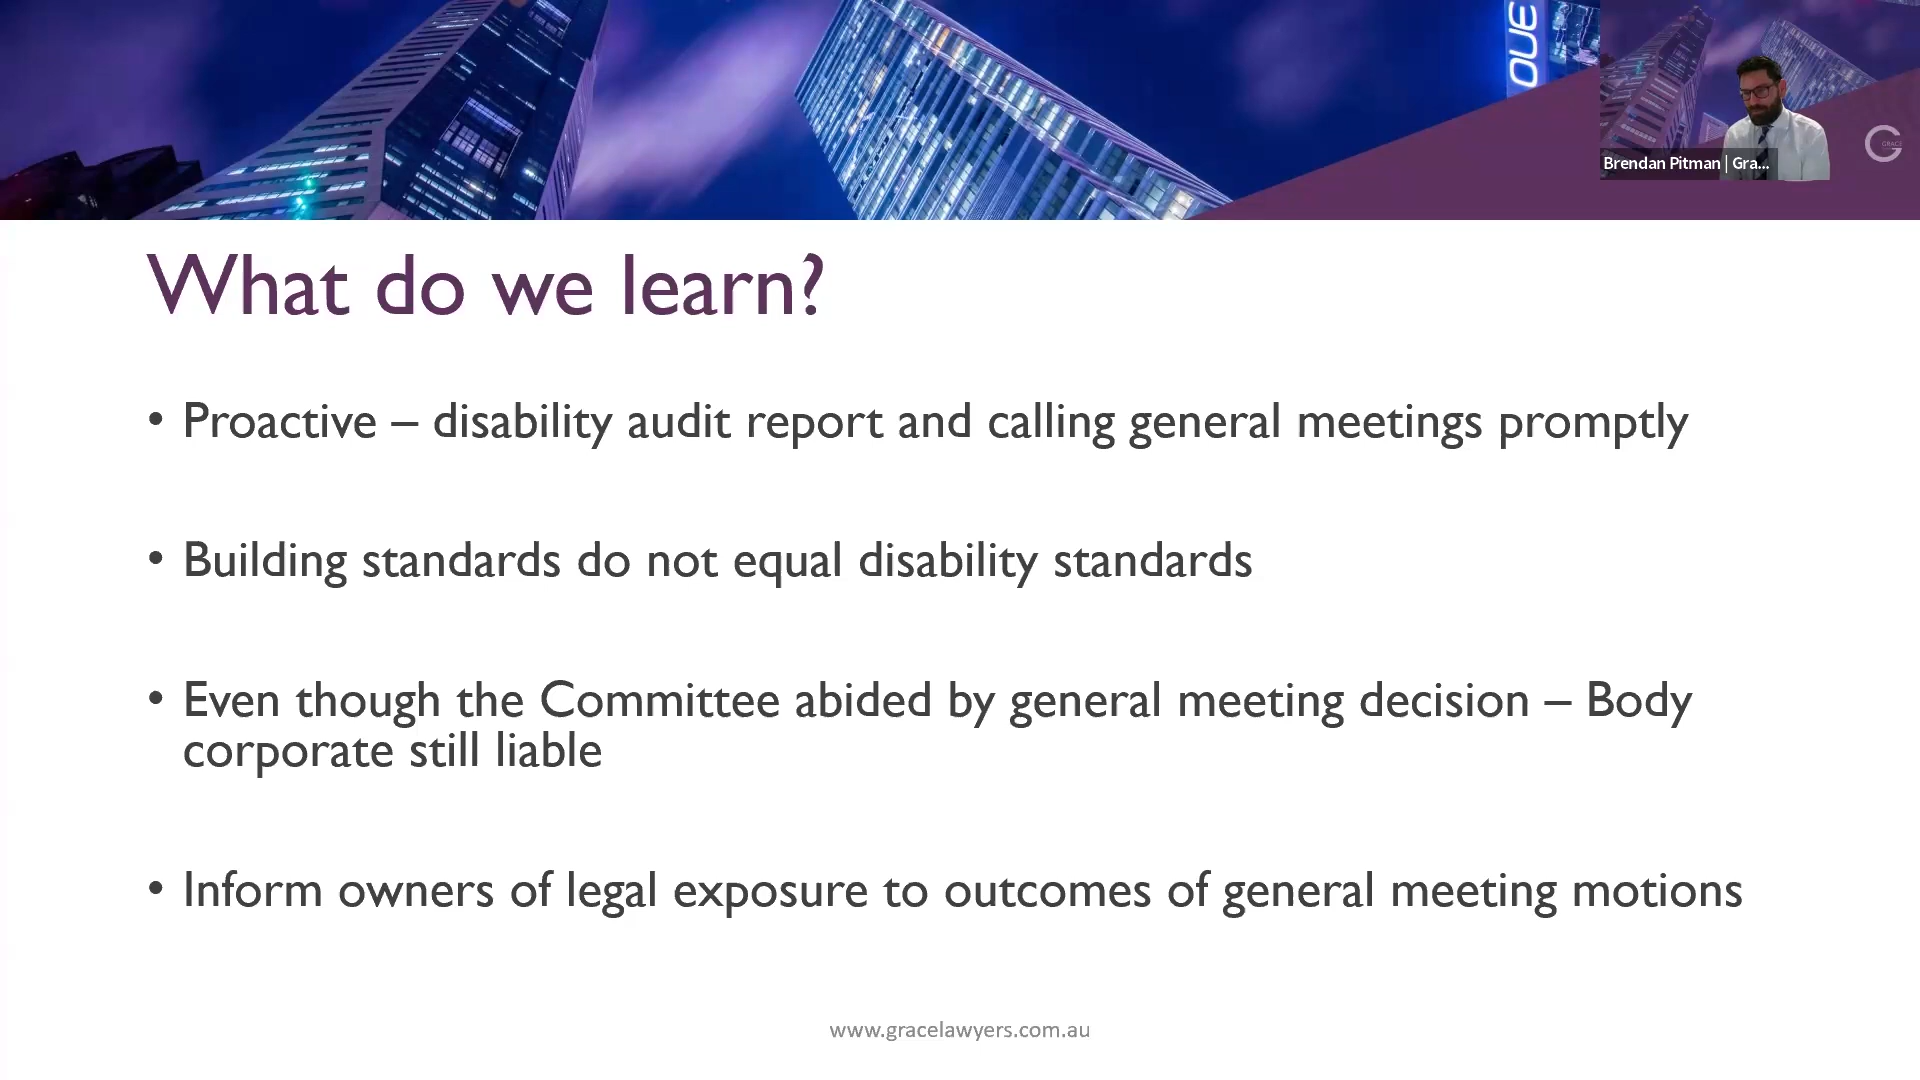 OUE
Brendan Pitman | Gra...
GRACE
What do we learn?
• Proactive – disability audit report and calling general meetings promptly
• Building standards do not equal disability standards
• Even though the Committee abided by general meeting decision – Body
corporate still liable
• Inform owners of legal exposure to outcomes of general meeting motions
www.gracelawyers.com.au